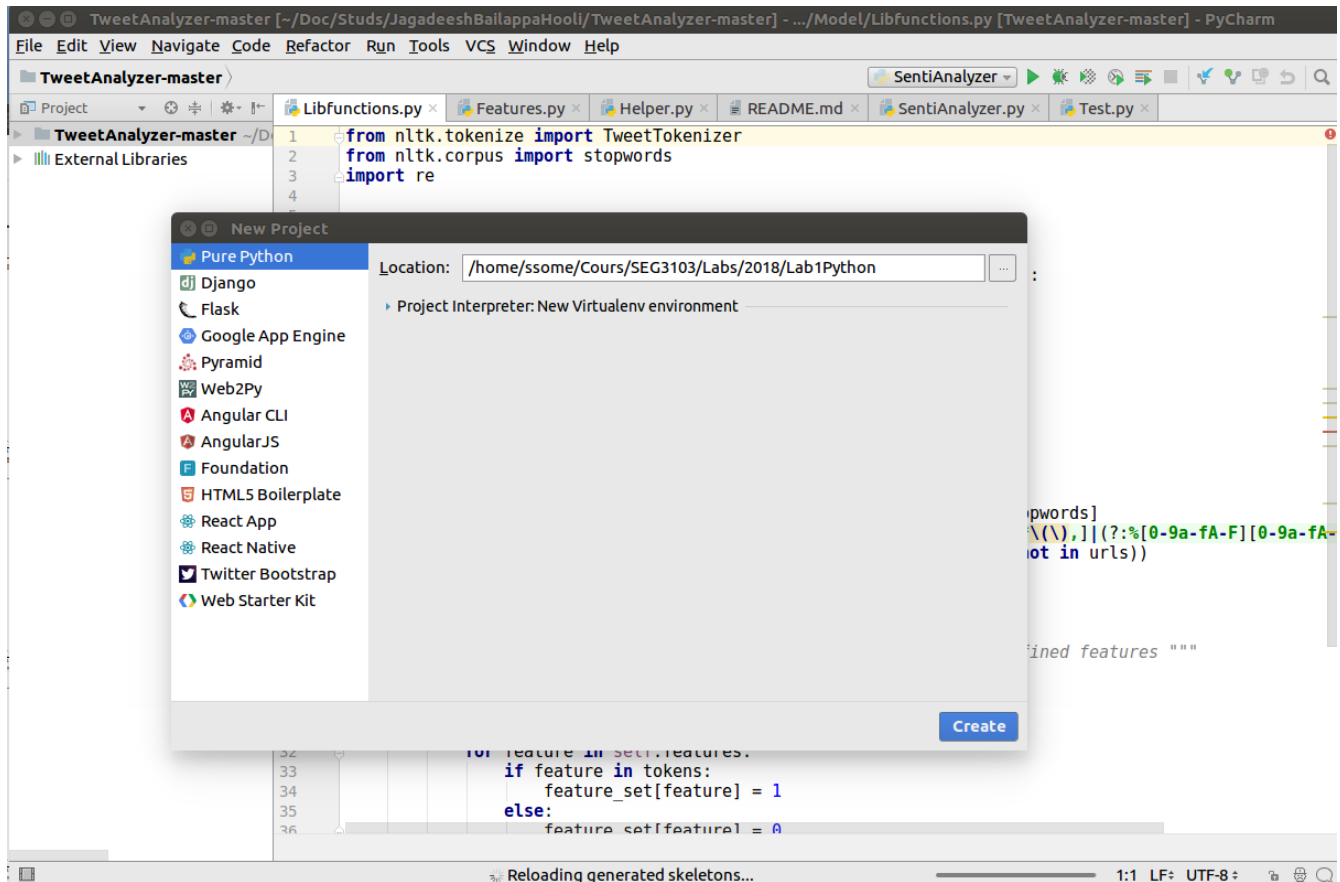 TweetAnalyzer-master [~/Doc/Studs/JagadeeshBailappaHooli/TweetAnalyzer-master] - .../Model/Libfunctions.py [TweetAnalyzer-master] - PyCharm
File Edit View Navigate Code Refactor Run Tools VCS Window Help
TweetAnalyzer-master
SentiAnalyzer
Project
Libfunctions.py × Features.py × Helper.py × README.md × SentiAnalyzer.py × Test.py ×
TweetAnalyzer-master ~/D
External Libraries
1 from nltk.tokenize import TweetTokenizer
2 from nltk.corpus import stopwords
3 import re
4
New Project
Pure Python
Django
Flask
Google App Engine
Pyramid
Web2Py
Angular CLI
AngularJS
Foundation
HTML5 Boilerplate
React App
React Native
Twitter Bootstrap
Web Starter Kit
Location: /home/ssome/Cours/SEG3103/Labs/2018/Lab1Python ...
Project Interpreter: New Virtualenv environment
Create
:
pwords]
\(\),]|(?:%[0-9a-fA-F][0-9a-fA-
not in urls))
fined features """
32 for feature in self.features:
33 if feature in tokens:
34 feature_set[feature] = 1
35 else:
36 feature_set[feature] = 0
Reloading generated skeletons...
1:1 LF÷ UTF-8÷